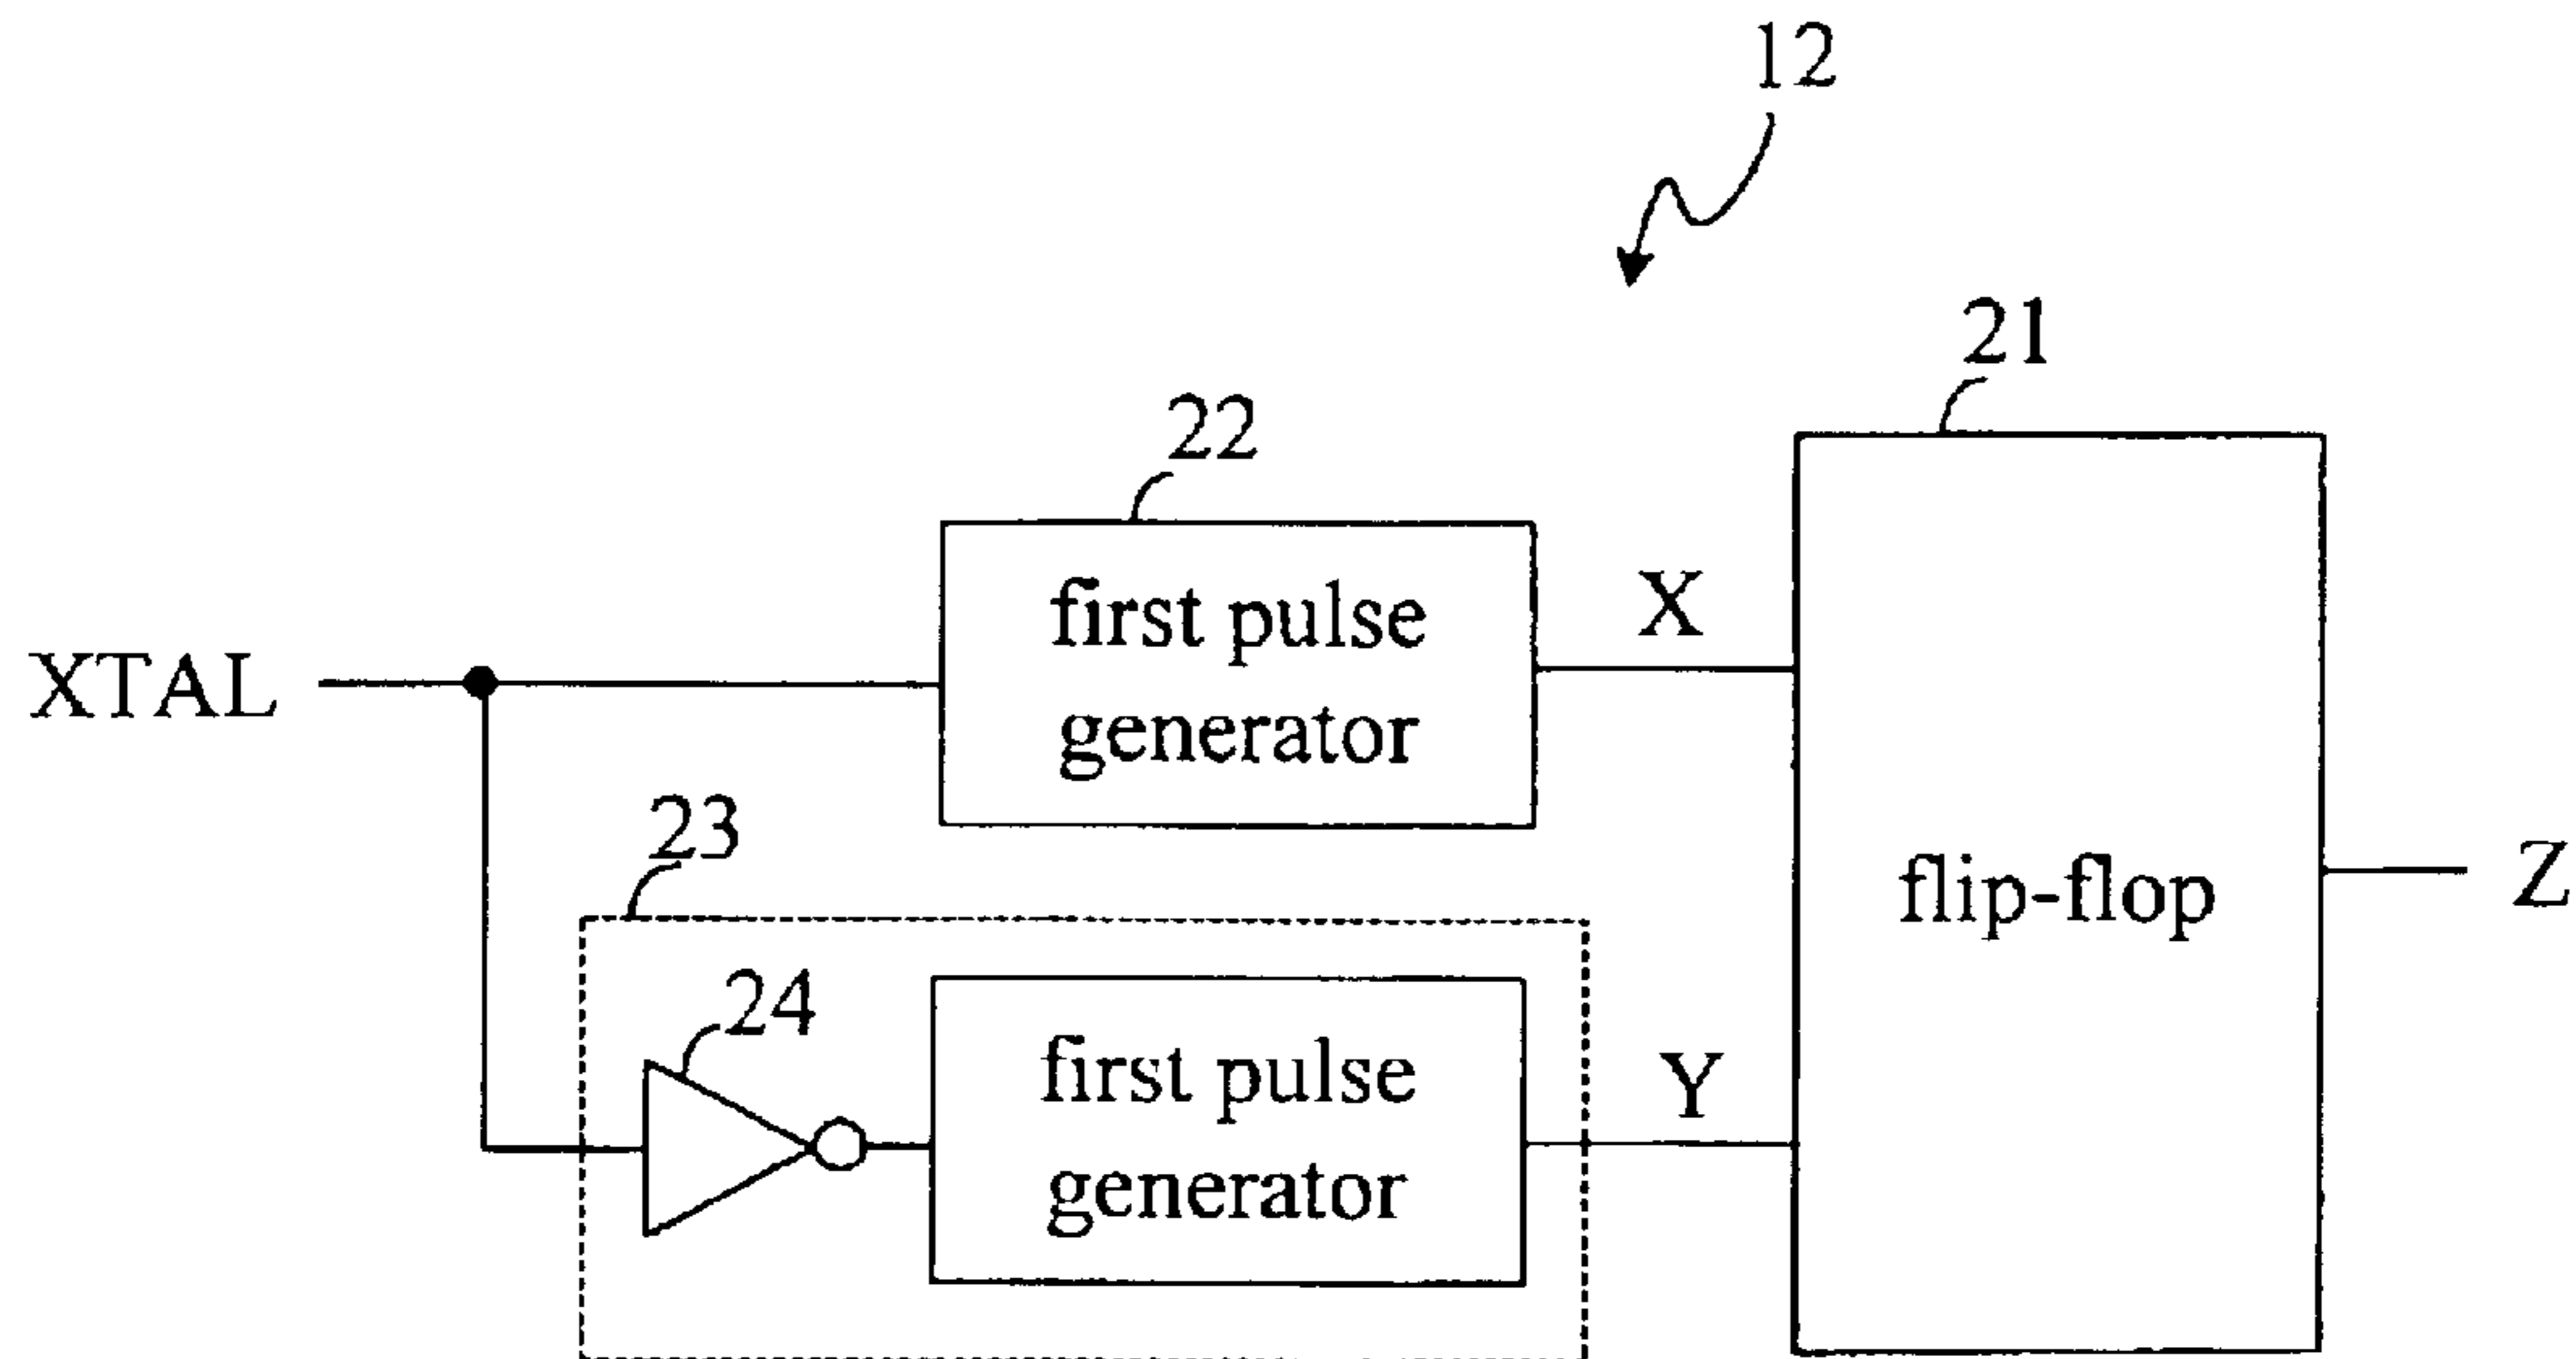 12
21
22
first pulse
generator
X
XTAL
23
flip-flop
Z
24
first pulse
generator
Y